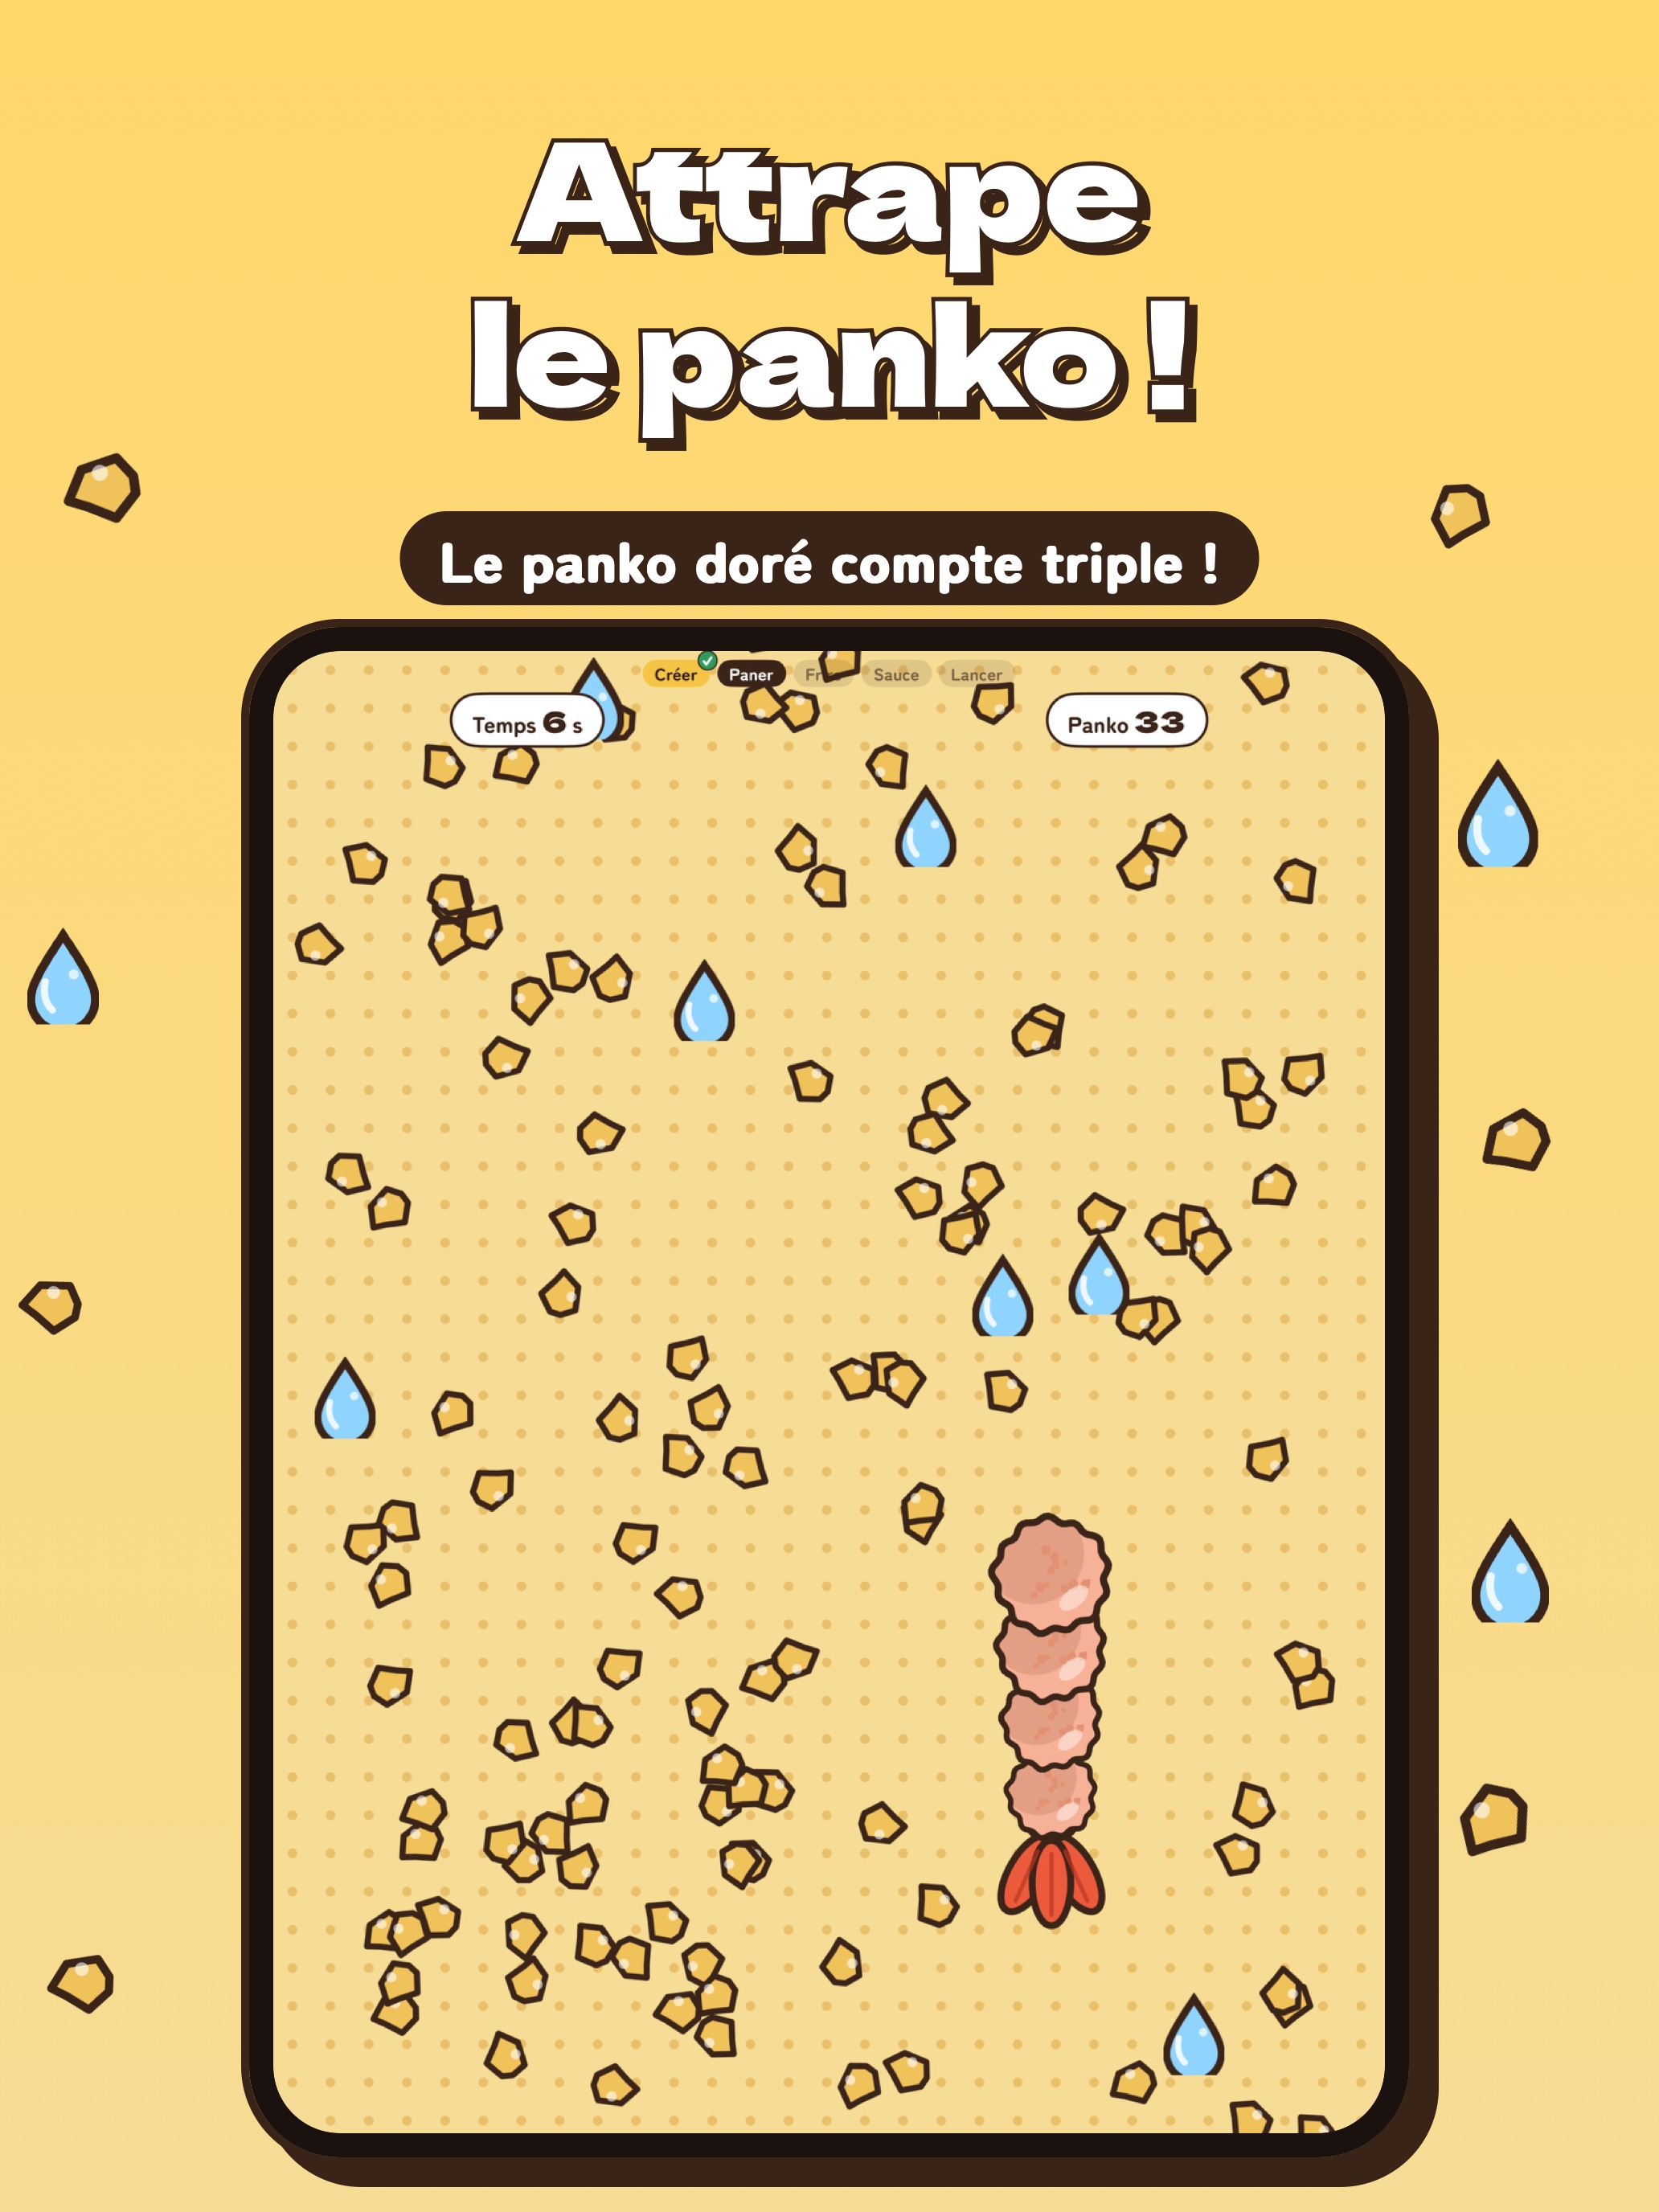 Attrape
le panko !
Le panko doré compte triple !
Créer Paner Sauce Lancer
Temps 6 s
Panko 33